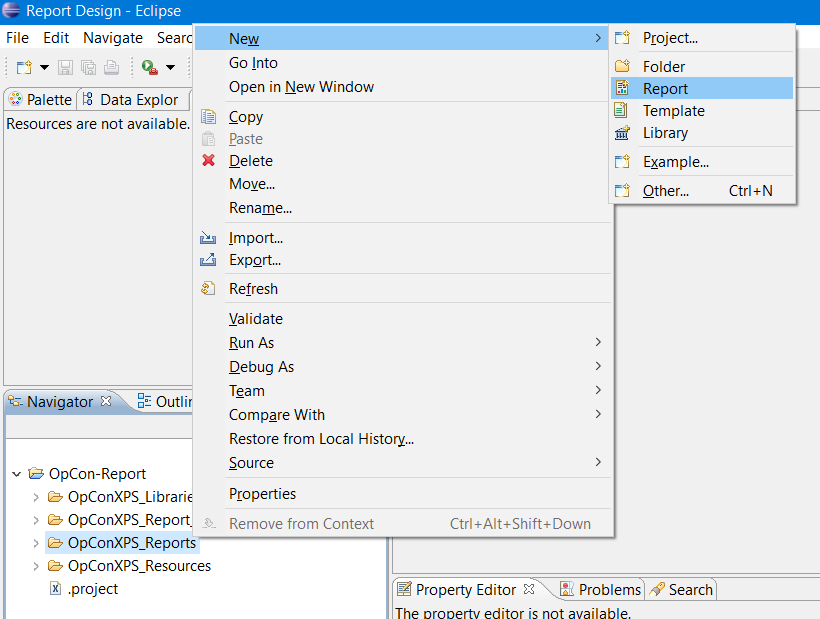 Report Design - Eclipse
File Edit Navigate Searc
New
Go Into
Open in New Window
Copy
Paste
Delete
Move...
Rename...
Import...
Export...
Refresh
Validate
Run As
Debug As
Team
Compare With
Restore from Local History...
Source
Properties
Remove from Context Ctrl+Alt+Shift+Down
Project...
Folder
Report
Template
Library
Example...
Other... Ctrl+N
Palette Data Explor
Resources are not available.
Navigator Outlin
OpCon-Report
OpConXPS_Librarie
OpConXPS_Report_
OpConXPS_Reports
OpConXPS_Resources
.project
Property Editor Problems Search
The property editor is not available.